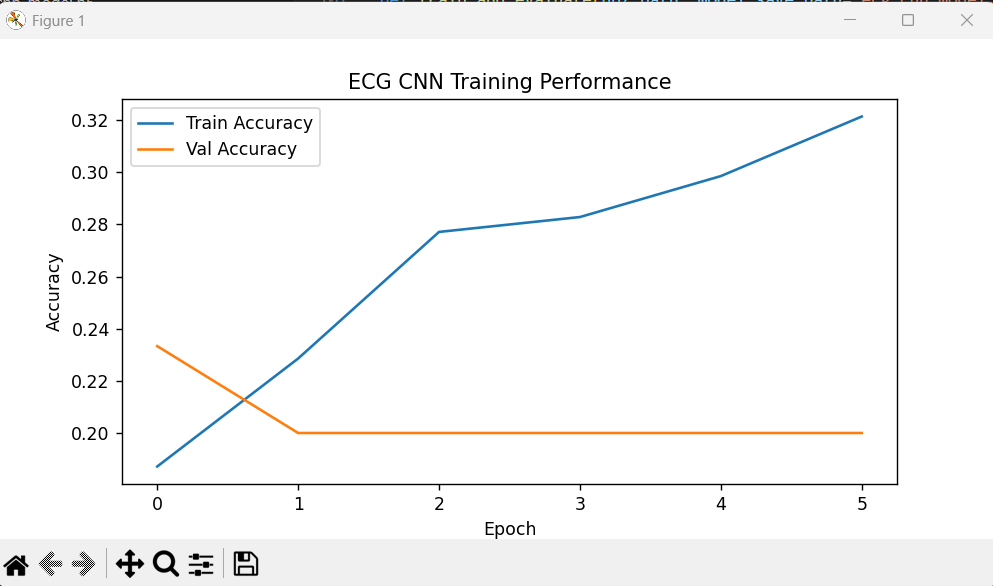 Figure 1
ECG CNN Training Performance
Train Accuracy
Val Accuracy
0.32
0.30
0.28
0.26
0.24
0.22
0.20
Accuracy
0 1 2 3 4 5
Epoch